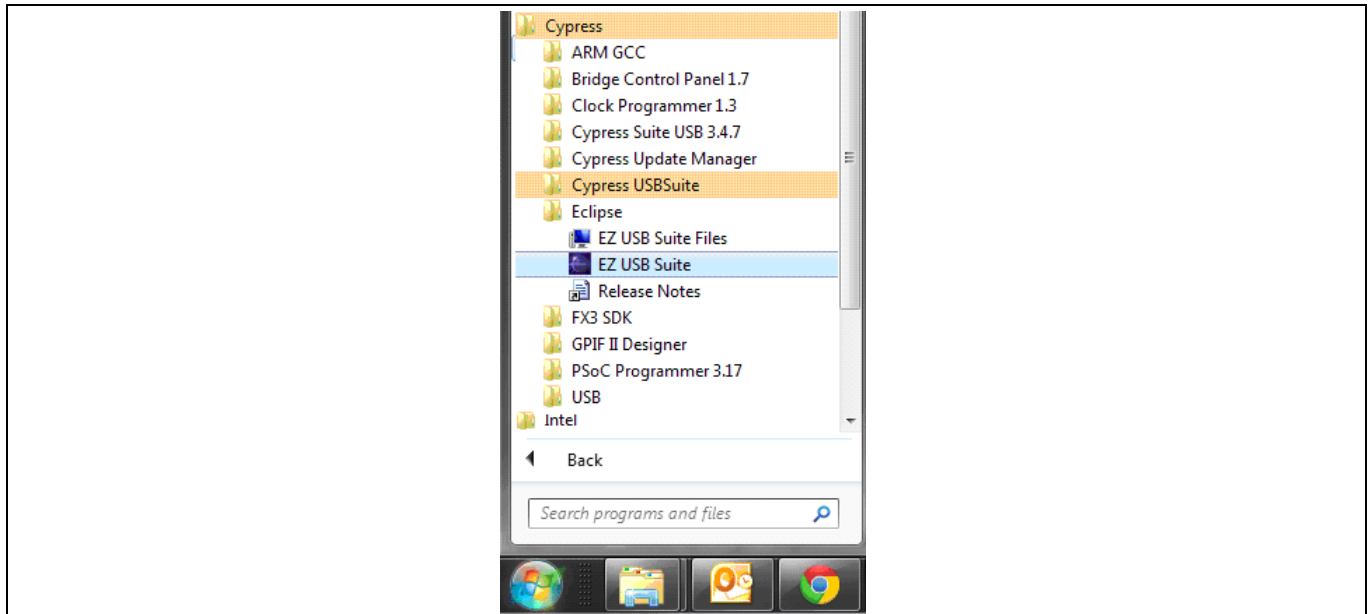 Cypress
ARM GCC
Bridge Control Panel 1.7
Clock Programmer 1.3
Cypress Suite USB 3.4.7
Cypress Update Manager
Cypress USBSuite
Eclipse
EZ USB Suite Files
EZ USB Suite
Release Notes
FX3 SDK
GPIF II Designer
PSoC Programmer 3.17
USB
Intel
Back
Search programs and files